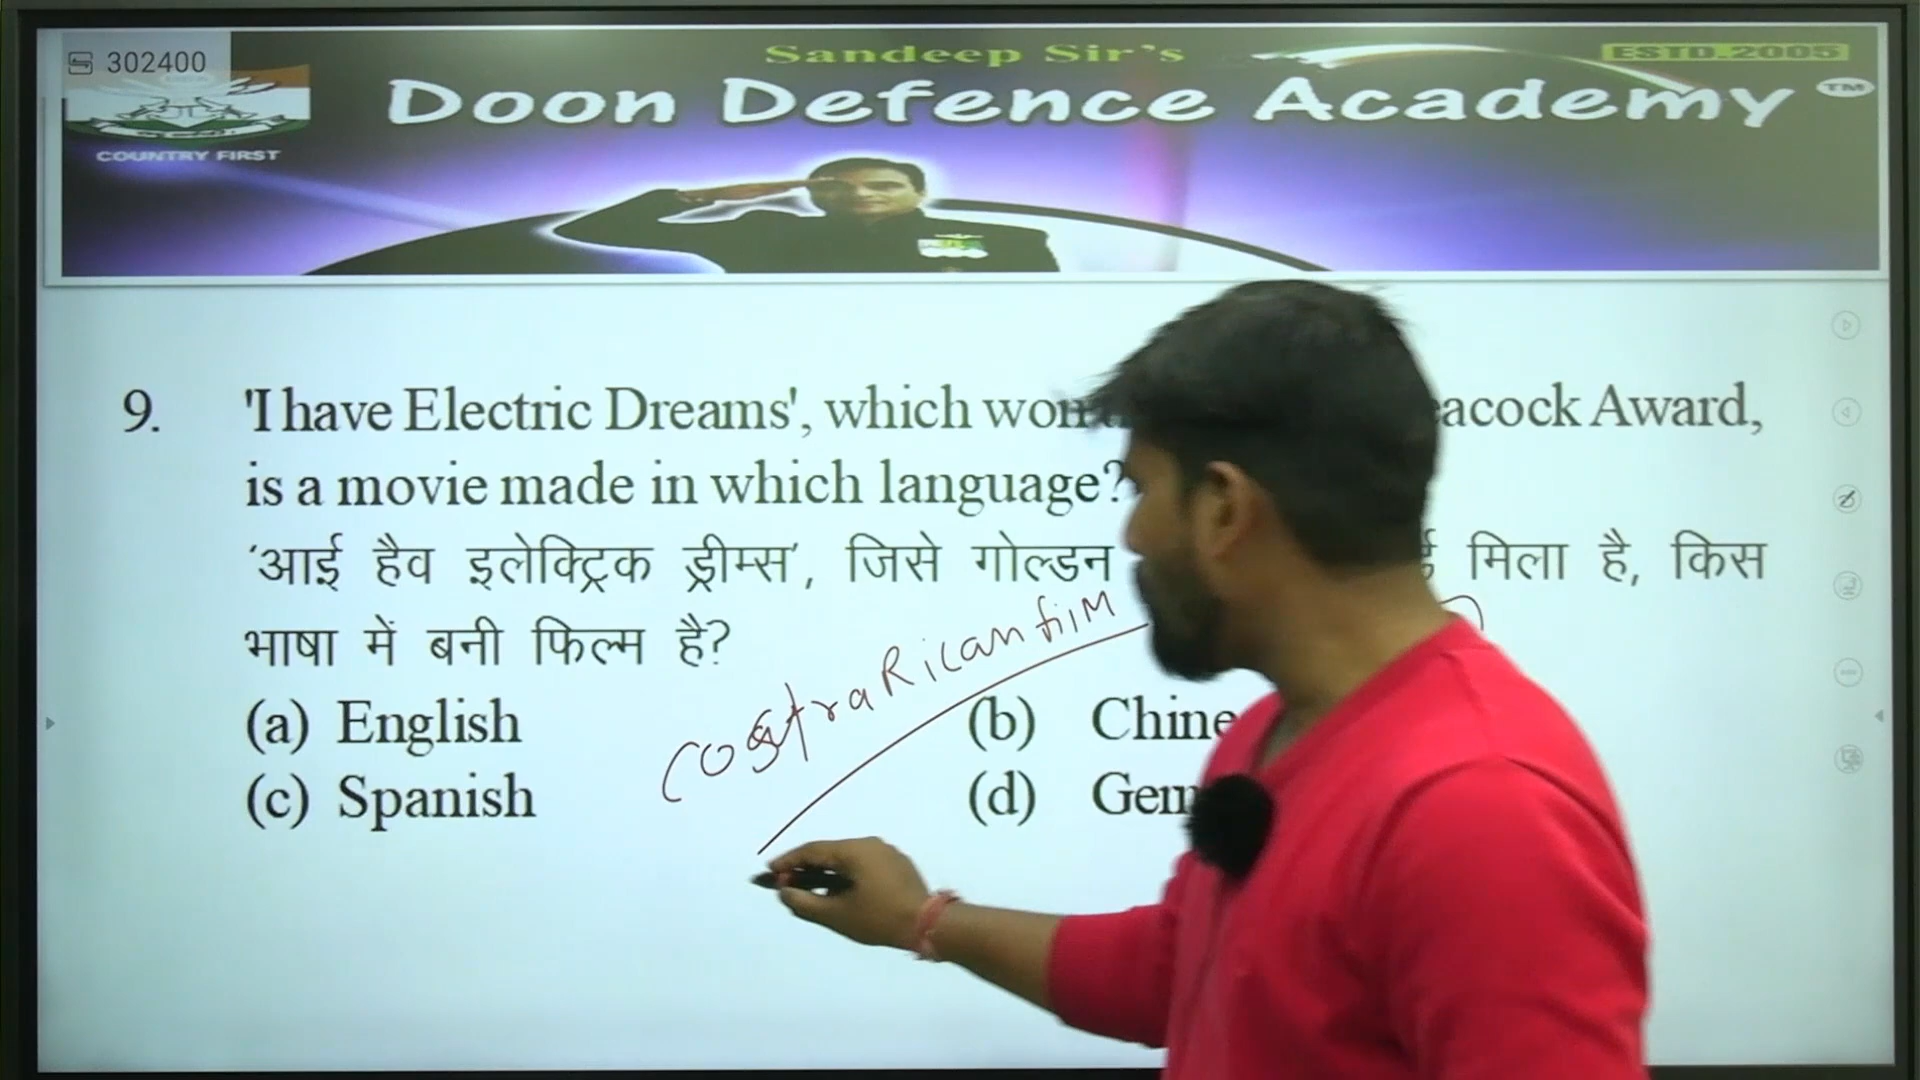 302400
Sandeep Sir's
ESTD.2005
Doon Defence Academy TM
COUNTRY FIRST
9. 'I have Electric Dreams', which won acock Award,
is a movie made in which language?
'आई हैव इलेक्ट्रिक ड्रीम्स', जिसे गोल्डन मिला है, किस
भाषा में बनी फिल्म है?
CostraRican film
(a) English (b) Chine
(c) Spanish (d) Gem